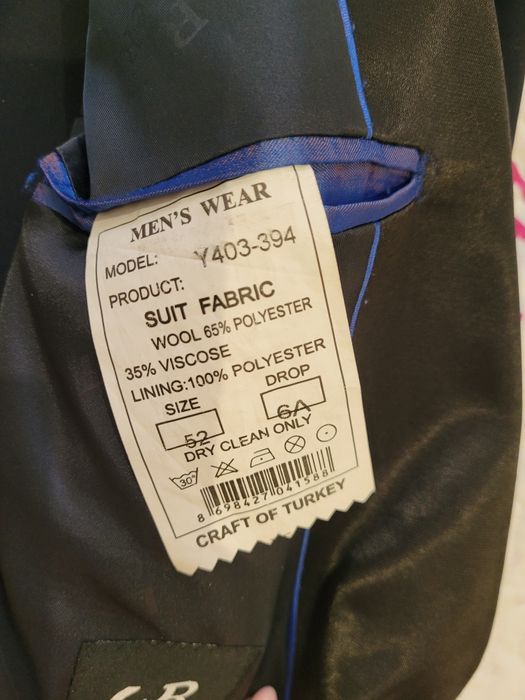 MEN'S WEAR
MODEL: Y403-394
PRODUCT:
SUIT FABRIC
WOOL 65% POLYESTER
35% VISCOSE
LINING:100% POLYESTER
SIZE DROP
52 6A
DRY CLEAN ONLY
30°
8 698427 041588
CRAFT OF TURKEY
R
R